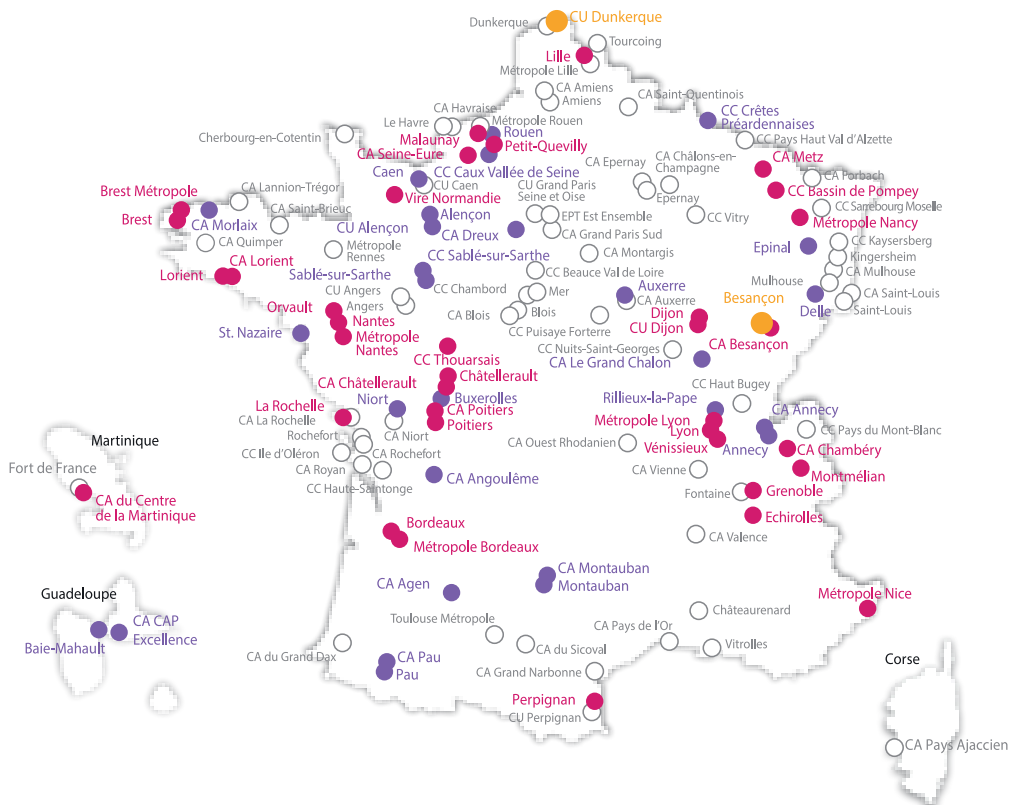 Dunkerque
CU Dunkerque
Tourcoing
Lille
Métropole Lille
CA Amiens
Amiens
CA Saint-Quentinois
CC Crêtes
Préardennaises
CA Havraise
Le Havre
Métropole Rouen
Cherbourg-en-Cotentin
Malaunay
Rouen
Petit-Quevilly
CA Seine-Eure
CC Pays Haut Val d'Alzette
CA Epernay
CA Châlons-en-
Champagne
CA Metz
Caen
CC Caux Vallée de Seine
CU Caen
CU Grand Paris
Seine et Oise
Epernay
CA Porbach
CC Bassin de Pompey
Brest Métropole
CA Lannion-Trégor
Vire Normandie
CC Sarrebourg Moselle
Brest
CA Morlaix
CA Saint-Brieuc
Alençon
EPT Est Ensemble
CC Vitry
Métropole Nancy
CU Alençon
CA Dreux
CA Grand Paris Sud
CA Quimper
Métropole
Rennes
CA Montargis
Epinal
CC Kaysersberg
Kingersheim
CC Sablé-sur-Sarthe
CA Lorient
Lorient
Sablé-sur-Sarthe
CC Beauce Val de Loire
CA Mulhouse
Mulhouse
CC Chambord
Auxerre
CU Angers
Angers
Mer
CA Auxerre
Besançon
CA Saint-Louis
Saint-Louis
Delle
Orvault
Blois
CA Blois
Dijon
CU Dijon
Nantes
St. Nazaire
Métropole
Nantes
CC Puisaye Forterre
CA Besançon
CC Nuits-Saint-Georges
CC Thouarsais
CA Le Grand Chalon
Châtellerault
CA Châtellerault
CC Haut Bugey
Niort
Buxerolles
Rillieux-la-Pape
La Rochelle
CA Poitiers
CA Annecy
CA La Rochelle
Métropole Lyon
Poitiers
CA Niort
Lyon
CC Pays du Mont-Blanc
Rochefort
CA Ouest Rhodanien
Vénissieux
Annecy
CA Chambéry
Martinique
CC Ile d'Oléron
CA Rochefort
CA Royan
CA Vienne
Montmélian
Fort de France
CA Angoulême
CC Haute-Saintonge
Fontaine
Grenoble
CA du Centre
de la Martinique
Echirolles
Bordeaux
CA Valence
Métropole Bordeaux
CA Montauban
Montauban
CA Agen
Guadeloupe
Métropole Nice
Châteaurenard
CA CAP
Excellence
Toulouse Métropole
CA Pays de l'Or
Baie-Mahault
Vitrolles
CA du Sicoval
CA du Grand Dax
CA Pau
Pau
CA Grand Narbonne
Corse
Perpignan
CU Perpignan
CA Pays Ajaccien